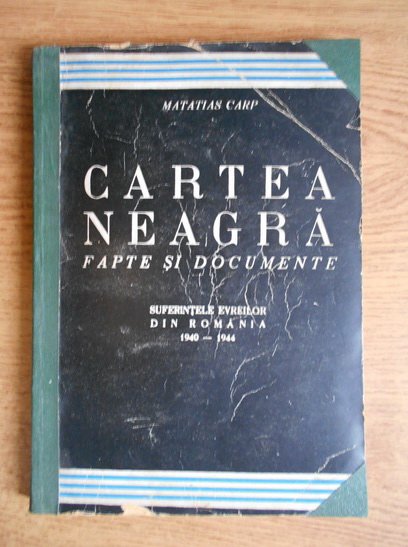 MATATIAS CARP
CARTEA
NEAGRĂ
FAPTE ȘI DOCUMENTE
SUFERINȚELE EVREILOR
DIN ROMÂNIA
1940 — 1944